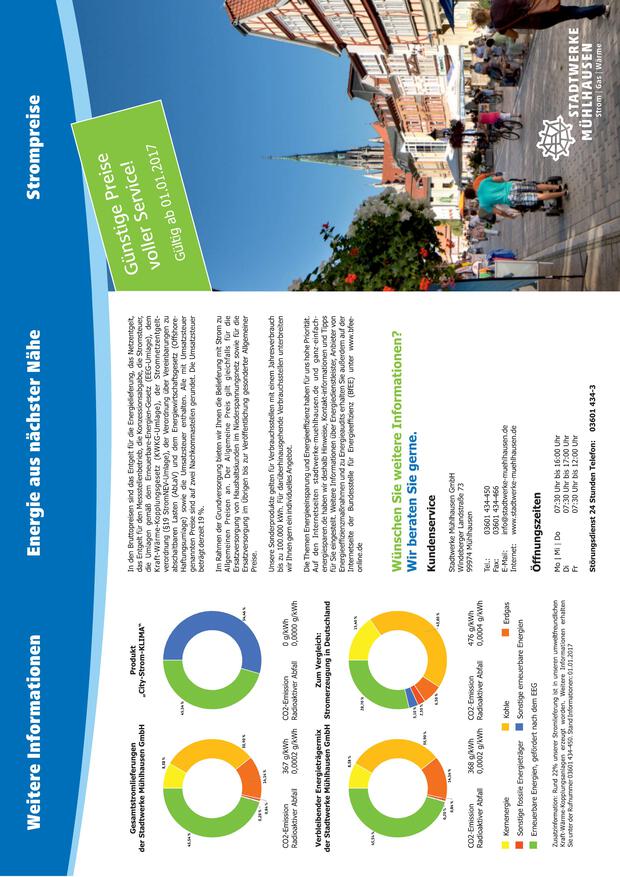 Weitere Informationen
Gesamtstromlieferungen
der Stadtwerke Mühlhausen GmbH
CO2-Emission 367 g/kWh
Radioaktiver Abfall 0,0002 g/kWh
Produkt
„City-Strom-KLIMA“
CO2-Emission 0 g/kWh
Radioaktiver Abfall 0,0000 g/kWh
Verbleibender Energieträgermix
der Stadtwerke Mühlhausen GmbH
CO2-Emission 368 g/kWh
Radioaktiver Abfall 0,0002 g/kWh
Zum Vergleich:
Stromerzeugung in Deutschland
CO2-Emission 476 g/kWh
Radioaktiver Abfall 0,0004 g/kWh
Kernenergie Kohle Erdgas
Sonstige fossile Energieträger Sonstige erneuerbare Energien
Erneuerbare Energien, gefördert nach dem EEG
Zusatzinformation: Rund 22% unserer Stromlieferung ist in unseren umweltfreundlichen
Kraft-Wärme-Kopplungsanlagen erzeugt worden. Weitere Informationen erhalten
Sie unter der Rufnummer 03601 434-450. Stand Informationen: 01.01.2017
Energie aus nächster Nähe
In den Bruttopreisen sind das Entgelt für die Energielieferung, das Netzentgelt,
das Entgelt für den Messstellenbetrieb, die Konzessionsabgabe, die Stromsteuer,
die Umlagen gemäß dem Erneuerbare-Energien-Gesetz (EEG-Umlage), dem
Kraft-Wärme-Kopplungsgesetz (KWKG-Umlage), der Stromnetzentgelt-
verordnung (§19 StromNEV-Umlage), der Verordnung über Vereinbarungen zu
abschaltbaren Lasten (AbLaV) und dem Energiewirtschaftsgesetz (Offshore-
Haftungsumlage) sowie die Umsatzsteuer enthalten. Alle mit Umsatzsteuer
genannten Preise sind auf zwei Nachkommastellen gerundet. Die Umsatzsteuer
beträgt derzeit 19 %.
Im Rahmen der Grundversorgung bieten wir Ihnen die Belieferung mit Strom zu
Allgemeinen Preisen an. Der Allgemeine Preis gilt gleichfalls für die
Ersatzversorgung von Haushaltskunden im Niederspannungsnetz sowie für die
Ersatzversorgung im Übrigen bis zur Veröffentlichung gesonderter Allgemeiner
Preise.
Unsere Sonderprodukte gelten für Verbrauchsstellen mit einem Jahresverbrauch
bis zu 100.000 kWh. Für darüberhinausgehende Verbrauchsstellen unterbreiten
wir Ihnen gern ein individuelles Angebot.
Die Themen Energieeinsparung und Energieeffizienz haben für uns hohe Priorität.
Auf den Internetseiten stadtwerke-muehlhausen.de und ganz-einfach-
energiesparen.de haben wir deshalb Hinweise, Kontakt-informationen und Tipps
für Sie eingestellt. Weitere Informationen über Energiedienstleister, Anbieter von
Energieeffizienzmaßnahmen und zu Energieaudits erhalten Sie außerdem auf der
Internetseite der Bundesstelle für Energieeffizienz (BFEE) unter www.bfee-
online.de
Wünschen Sie weitere Informationen?
Wir beraten Sie gerne.
Kundenservice
Stadtwerke Mühlhausen GmbH
Windeberger Landstraße 73
99974 Mühlhausen
Tel.: 03601 434-450
Fax: 03601 434-466
E-Mail: info@stadtwerke-muehlhausen.de
Internet: www.stadtwerke-muehlhausen.de
Öffnungszeiten
Mo | Mi | Do 07:30 Uhr bis 16:00 Uhr
Di 07:30 Uhr bis 17:00 Uhr
Fr 07:30 Uhr bis 12:00 Uhr
Störungsdienst 24 Stunden Telefon: 03601 434-3
Strompreise
Günstige Preise
voller Service!
Gültig ab 01.01.2017
STADTWERKE
MÜHLHAUSEN
Strom | Gas | Wärme